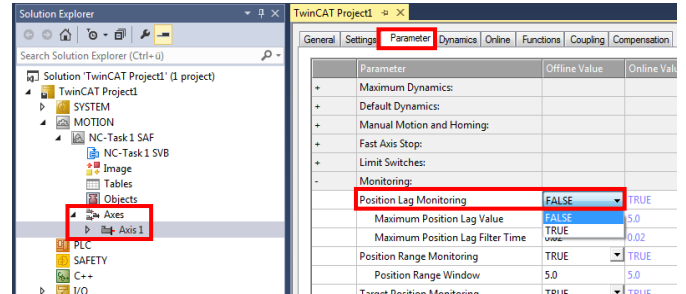 Solution Explorer
Search Solution Explorer (Ctrl+ü)
Solution 'TwinCAT Project1' (1 project)
TwinCAT Project1
SYSTEM
MOTION
NC-Task 1 SAF
NC-Task 1 SVB
Image
Tables
Objects
Axes
Axis 1
PLC
SAFETY
C++
I/O
TwinCAT Project1
General Settings Parameter Dynamics Online Functions Coupling Compensation
Parameter Offline Value Online Valu
+ Maximum Dynamics:
+ Default Dynamics:
+ Manual Motion and Homing:
+ Fast Axis Stop:
+ Limit Switches:
- Monitoring:
Position Lag Monitoring FALSE TRUE
Maximum Position Lag Value FALSE 5.0
TRUE
Maximum Position Lag Filter Time 0.02 0.02
Position Range Monitoring TRUE TRUE
Position Range Window 5.0 5.0
Target Position Monitoring TRUE TRUE